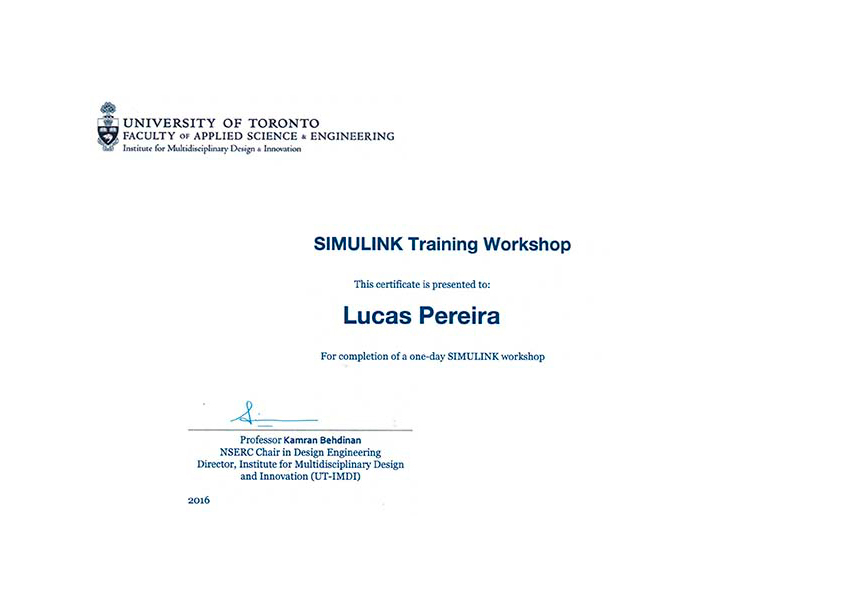 UNIVERSITY OF TORONTO
FACULTY OF APPLIED SCIENCE & ENGINEERING
Institute for Multidisciplinary Design & Innovation
SIMULINK Training Workshop
This certificate is presented to:
Lucas Pereira
For completion of a one-day SIMULINK workshop
Professor Kamran Behdinan
NSERC Chair in Design Engineering
Director, Institute for Multidisciplinary Design
and Innovation (UT-IMDI)
2016